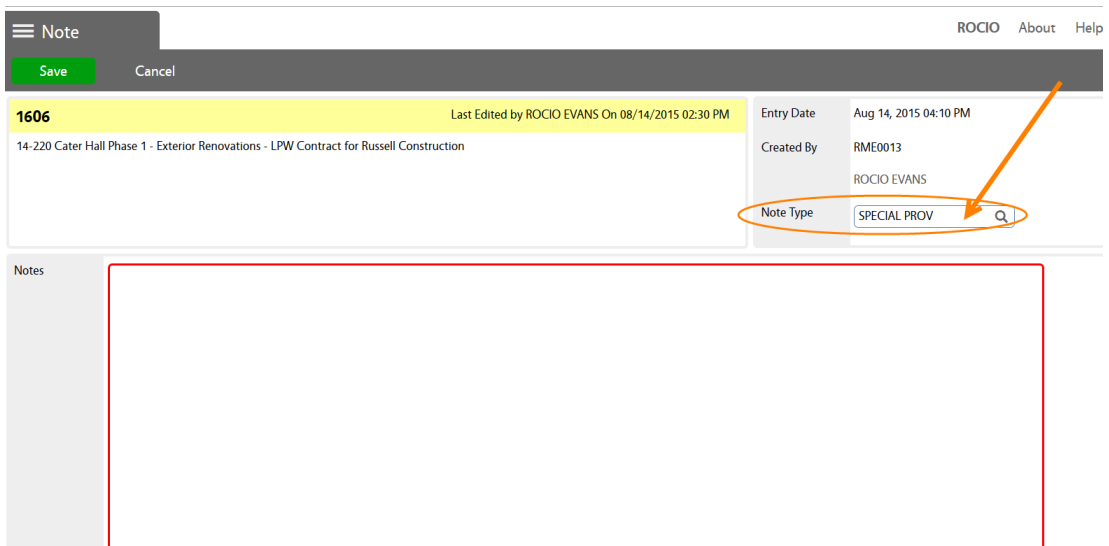 Note
ROCIO About Help
Save Cancel
1606 Last Edited by ROCIO EVANS On 08/14/2015 02:30 PM
14-220 Cater Hall Phase 1 - Exterior Renovations - LPW Contract for Russell Construction
Entry Date Aug 14, 2015 04:10 PM
Created By RME0013
ROCIO EVANS
Note Type SPECIAL PROV
Notes